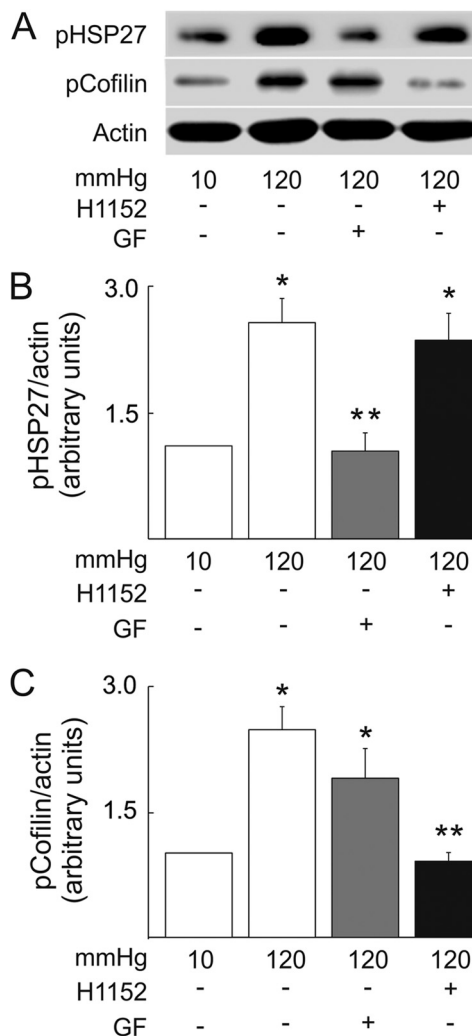 A
pHSP27
pCofilin
Actin
mmHg 10 120 120 120
H1152 - - - +
GF - - + -
B
pHSP27/actin
(arbitrary units)
3.0
1.5
* ** *
mmHg 10 120 120 120
H1152 - - - +
GF - - + -
C
pCofilin/actin
(arbitrary units)
3.0
1.5
* * **
mmHg 10 120 120 120
H1152 - - - +
GF - - + -